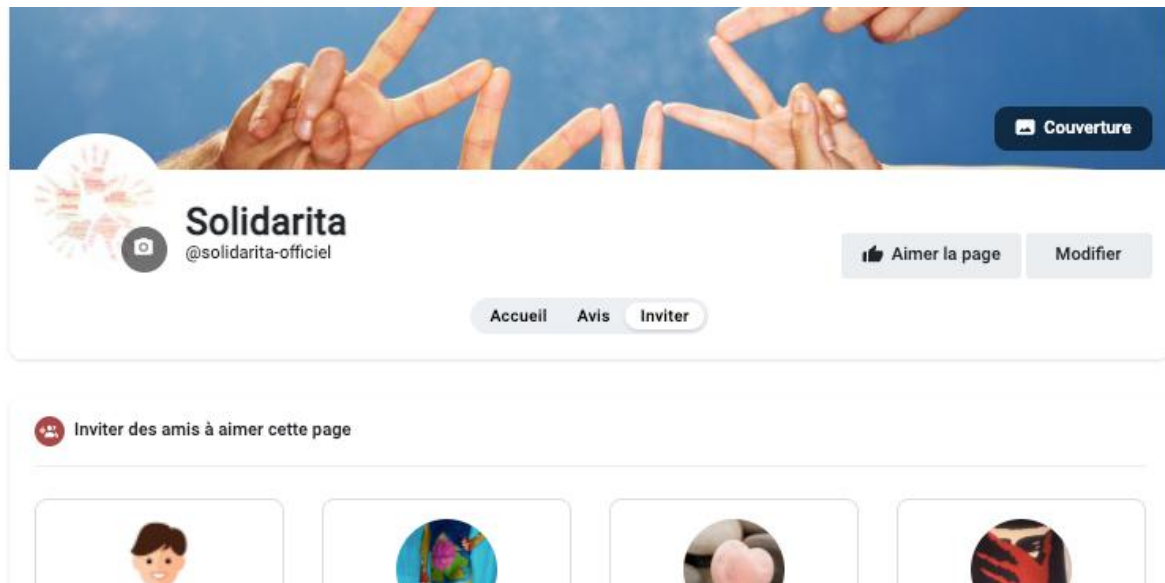 Couverture
Solidarita
@solidarita-officiel
Aimer la page
Modifier
Accueil Avis Inviter
Inviter des amis à aimer cette page